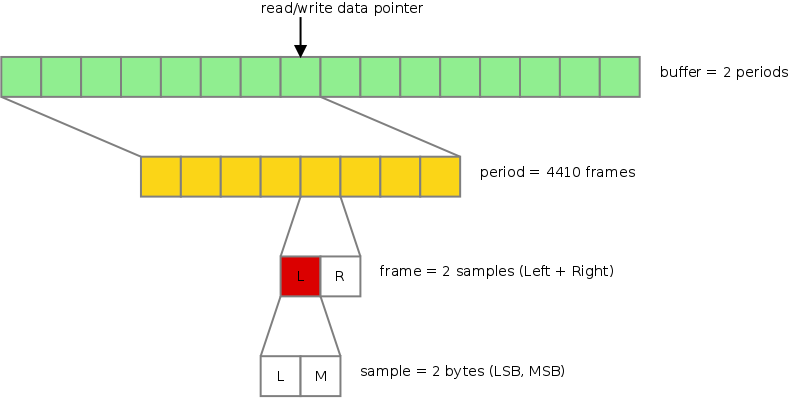 read/write data pointer
buffer = 2 periods
period = 4410 frames
L R frame = 2 samples (Left + Right)
L M sample = 2 bytes (LSB, MSB)